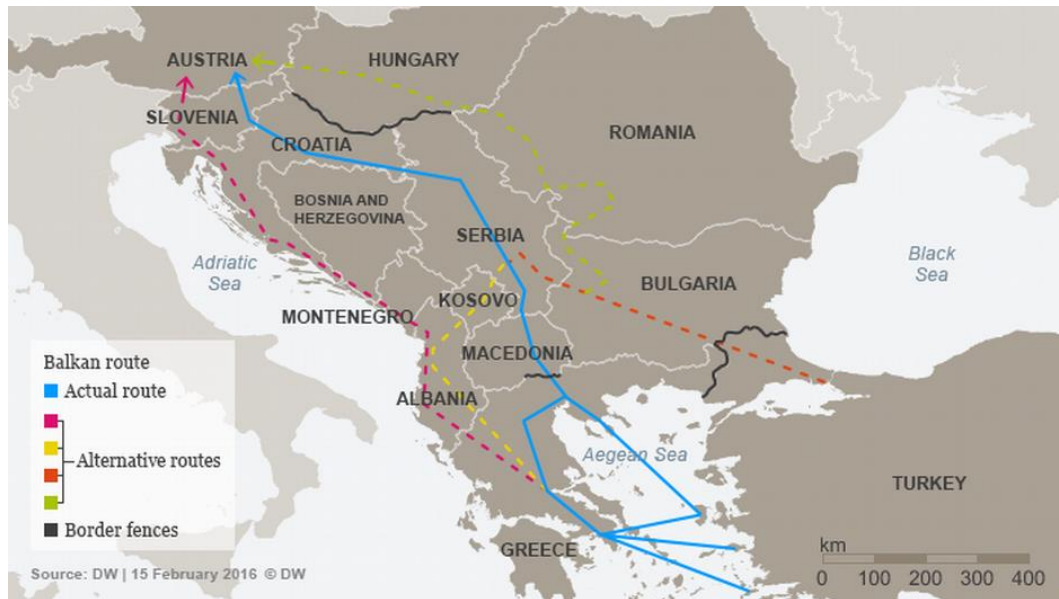 AUSTRIA
HUNGARY
SLOVENIA
CROATIA
ROMANIA
BOSNIA AND
HERZEGOVINA
SERBIA
Adriatic
Sea
Black
Sea
BULGARIA
KOSOVO
MONTENEGRO
MACEDONIA
ALBANIA
Aegean Sea
TURKEY
GREECE
Balkan route
Actual route
Alternative routes
Border fences
km
0 100 200 300 400
Source: DW | 15 February 2016 © DW